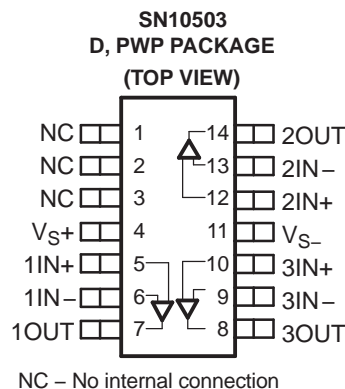 SN10503
D, PWP PACKAGE
(TOP VIEW)
NC 1 14 2OUT
NC 2 13 2IN−
NC 3 12 2IN+
VS+ 4 11 VS−
1IN+ 5 10 3IN+
1IN− 6 9 3IN−
1OUT 7 8 3OUT
NC − No internal connection